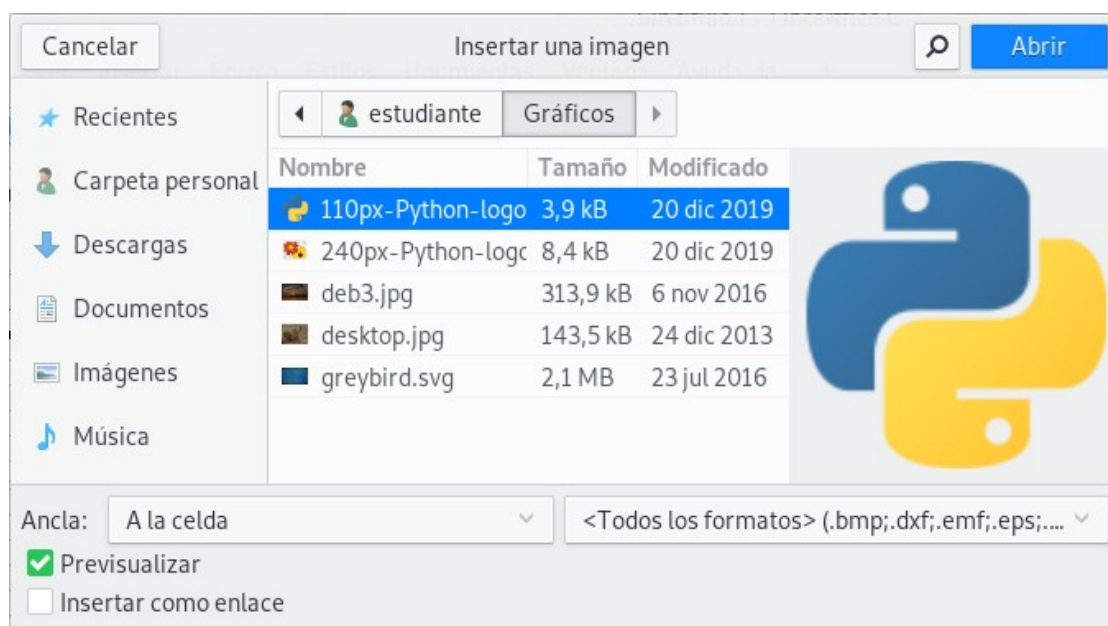 Cancelar Insertar una imagen Abrir
Recientes
Carpeta personal
Descargas
Documentos
Imágenes
Música
estudiante Gráficos
Nombre Tamaño Modificado
110px-Python-logo 3,9 kB 20 dic 2019
240px-Python-logo 8,4 kB 20 dic 2019
deb3.jpg 313,9 kB 6 nov 2016
desktop.jpg 143,5 kB 24 dic 2013
greybird.svg 2,1 MB 23 jul 2016
Ancla: A la celda <Todos los formatos> (.bmp;.dxf;.emf;.eps;....
Previsualizar
Insertar como enlace